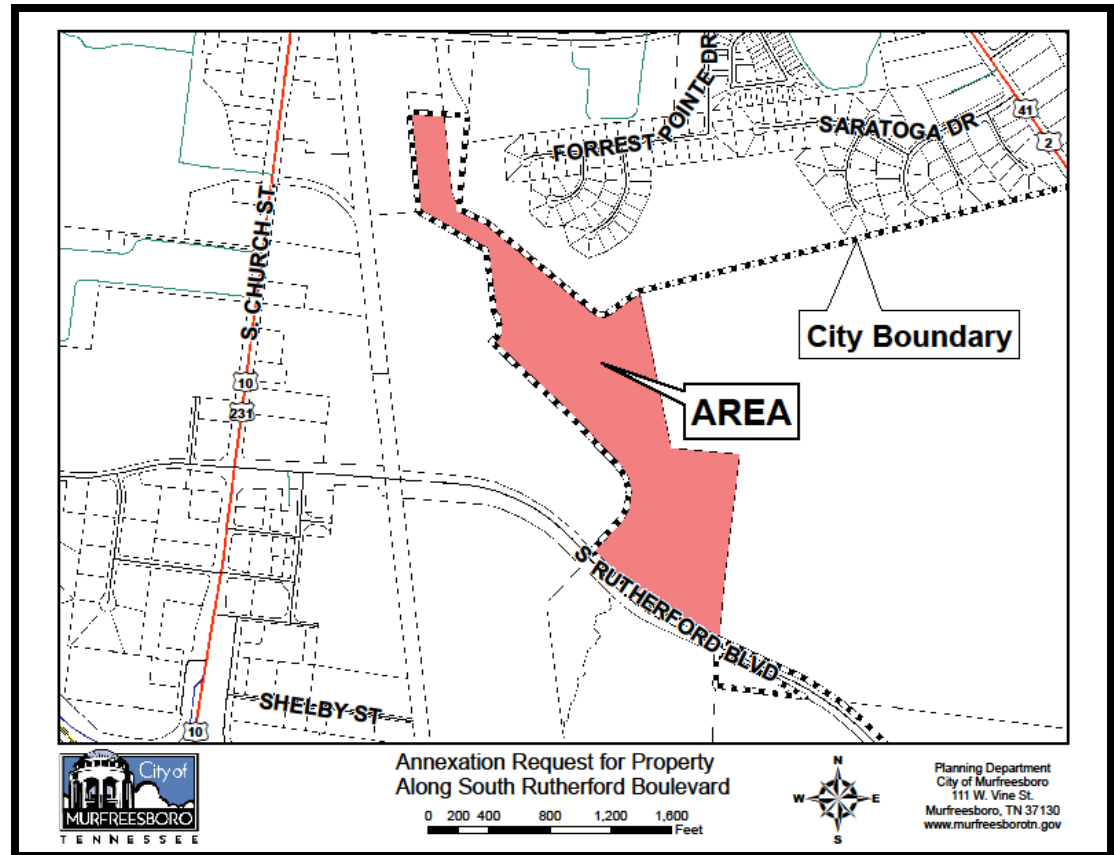 FORREST POINTE DR
SARATOGA DR
41
2
S. CHURCH ST.
City Boundary
10
231
AREA
S RUTHERFORD BLVD
SHELBY ST
10
City of
MURFREESBORO
TENNESSEE
Annexation Request for Property
Along South Rutherford Boulevard
0 200 400 800 1,200 1,600
Feet
N
W E
S
Planning Department
City of Murfreesboro
111 W. Vine St.
Murfreesboro, TN 37130
www.murfreesborotn.gov